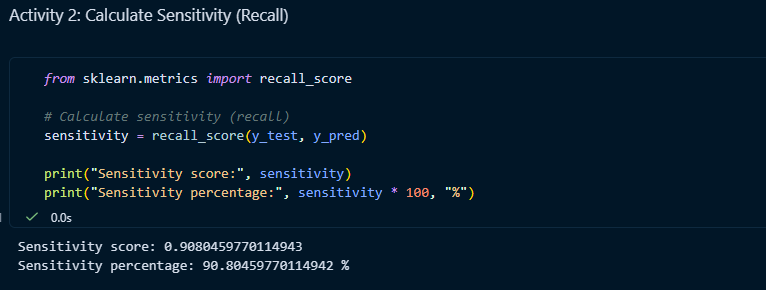 Activity 2: Calculate Sensitivity (Recall)
from sklearn.metrics import recall_score
# Calculate sensitivity (recall)
sensitivity = recall_score(y_test, y_pred)
print("Sensitivity score:", sensitivity)
print("Sensitivity percentage:", sensitivity * 100, "%")
0.0s
Sensitivity score: 0.9080459770114943
Sensitivity percentage: 90.80459770114942 %